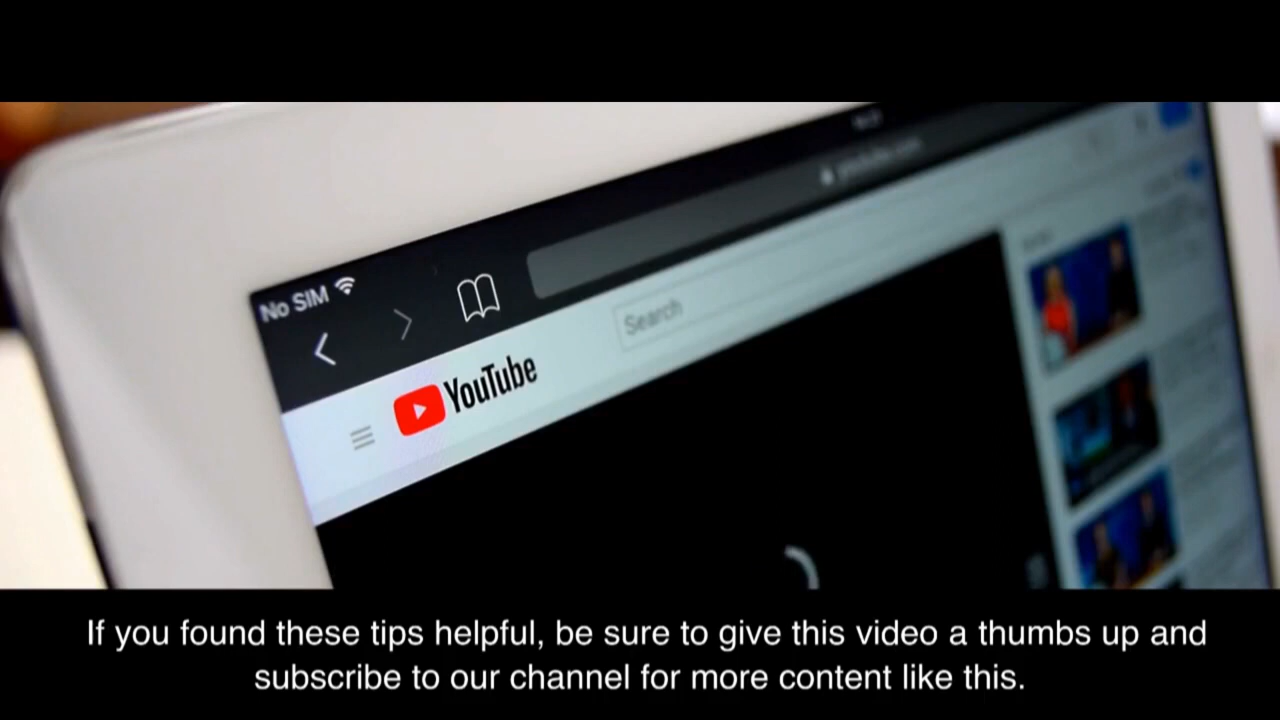 No SIM
Search
YouTube
If you found these tips helpful, be sure to give this video a thumbs up and
subscribe to our channel for more content like this.